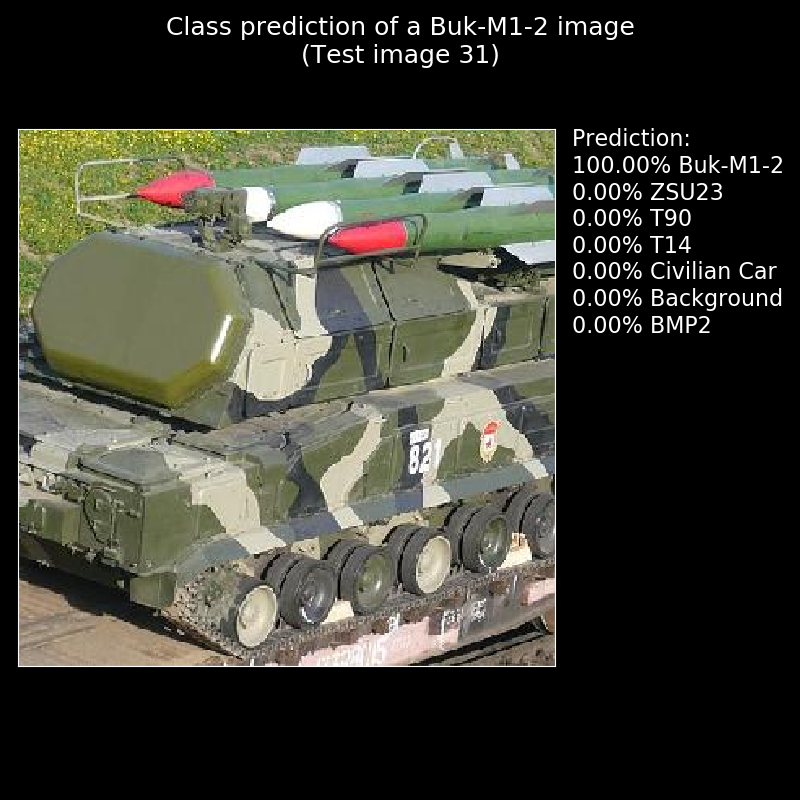 Class prediction of a Buk-M1-2 image
(Test image 31)
Prediction:
100.00% Buk-M1-2
0.00% ZSU23
0.00% T90
0.00% T14
0.00% Civilian Car
0.00% Background
0.00% BMP2
821